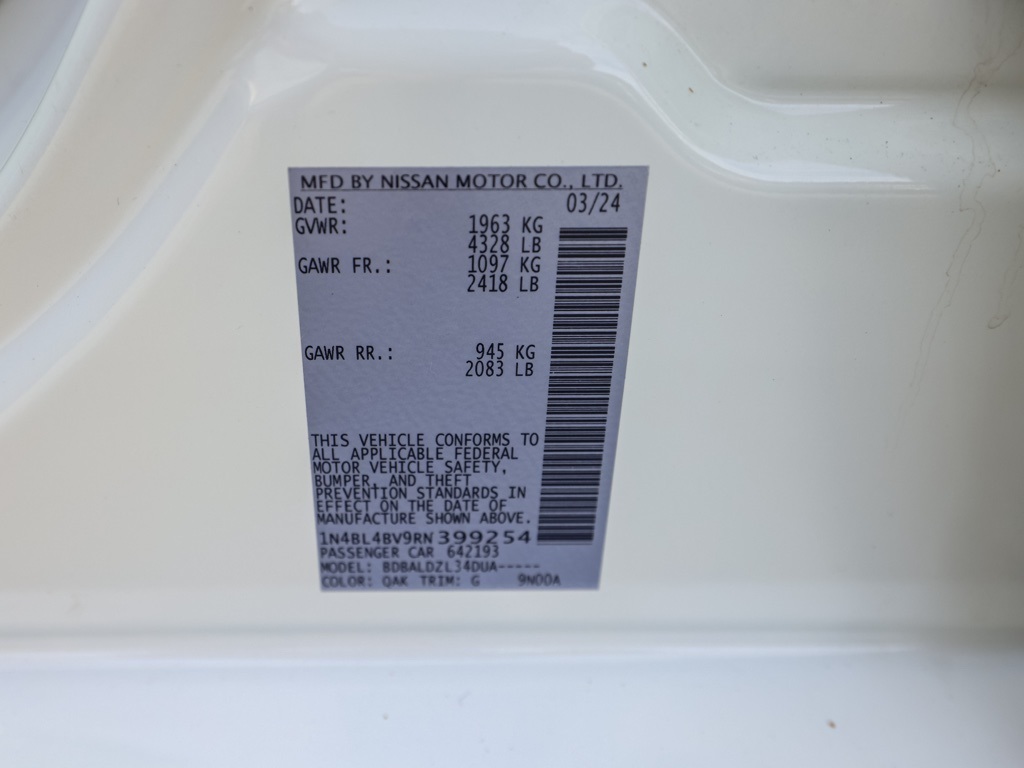 MFD BY NISSAN MOTOR CO., LTD.
DATE: 03/24
GVWR: 1963 KG
4328 LB
GAWR FR.: 1097 KG
2418 LB
GAWR RR.: 945 KG
2083 LB
THIS VEHICLE CONFORMS TO
ALL APPLICABLE FEDERAL
MOTOR VEHICLE SAFETY,
BUMPER, AND THEFT
PREVENTION STANDARDS IN
EFFECT ON THE DATE OF
MANUFACTURE SHOWN ABOVE.
1N4BL4BV9RN399254
PASSENGER CAR 642193
MODEL: BDBALDZL34DUA-----
COLOR: QAK TRIM: G 9N00A